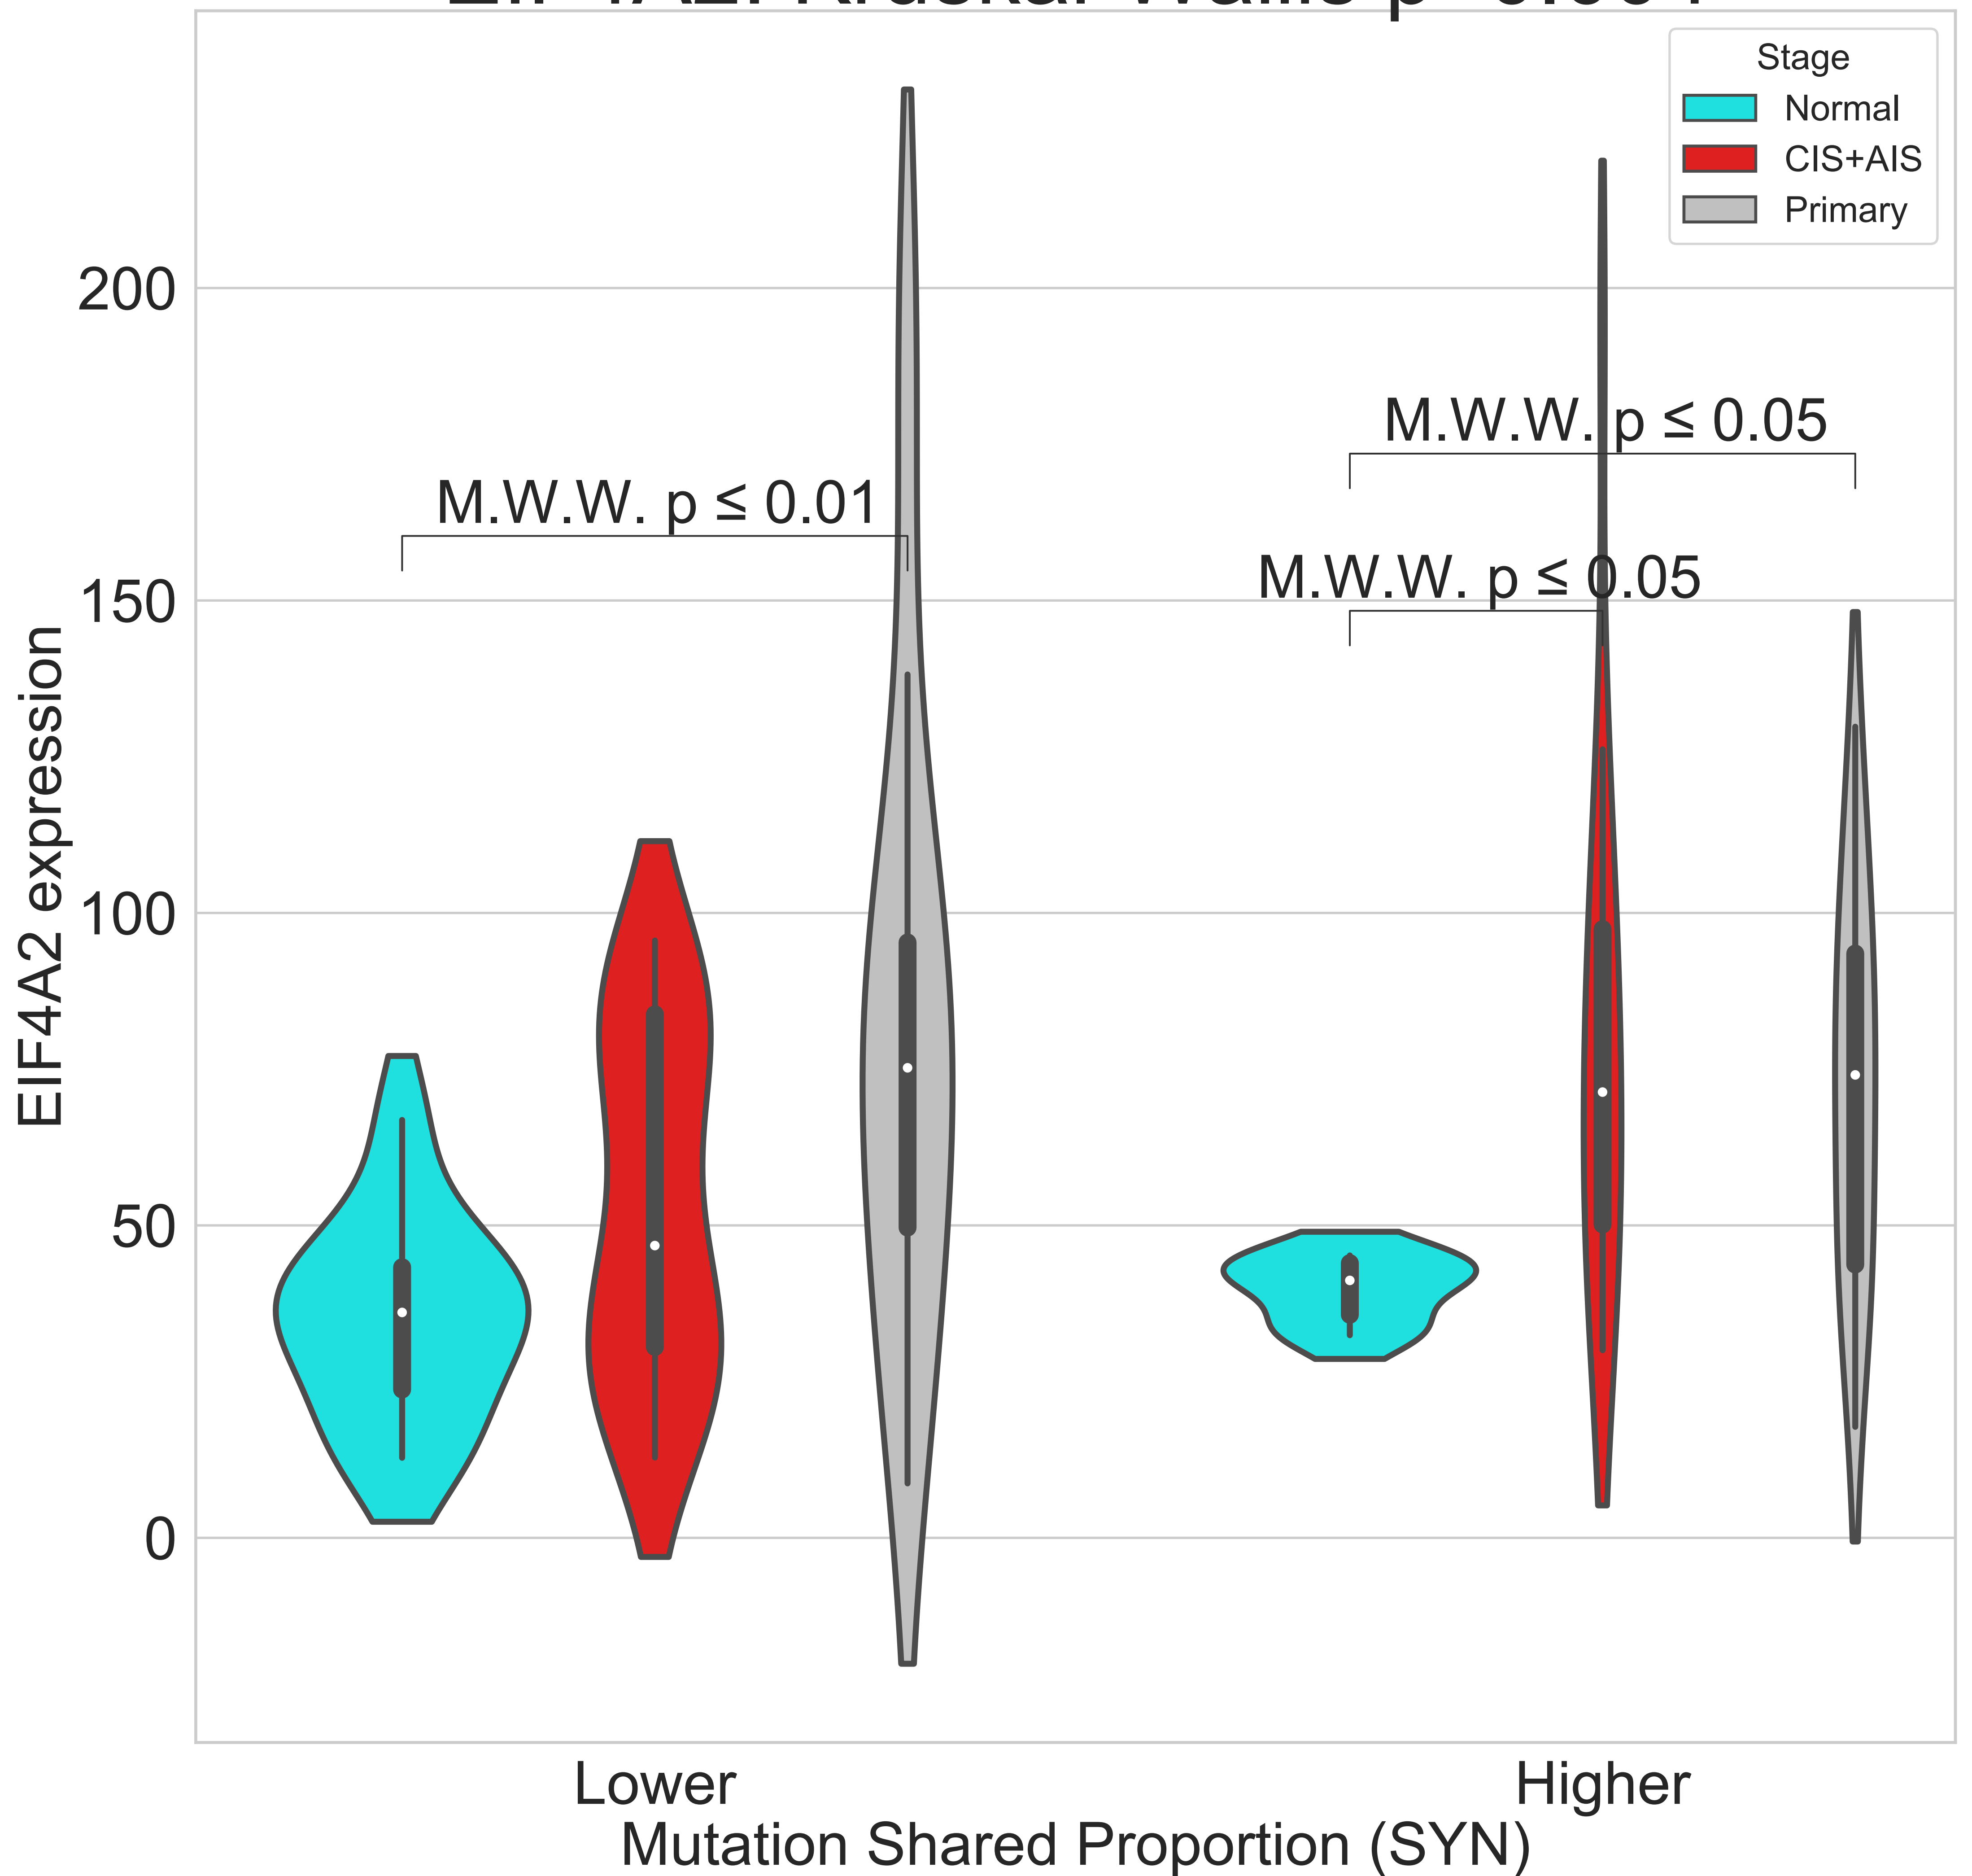 Stage
Normal
CIS+AIS
Primary
200
150
100
50
0
EIF4A2 expression
M.W.W. p ≤ 0.01
M.W.W. p ≤ 0.05
M.W.W. p ≤ 0.05
Lower
Higher
Mutation Shared Proportion (SYN)